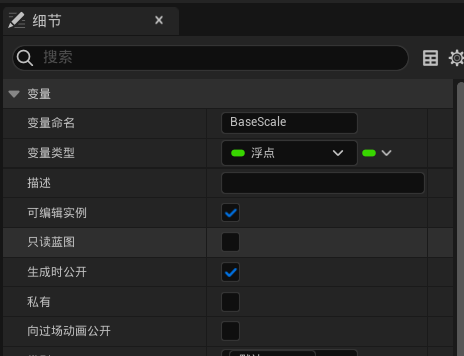 细节
搜索
变量
变量命名 BaseScale
变量类型 浮点
描述
可编辑实例
只读蓝图
生成时公开
私有
向过场动画公开